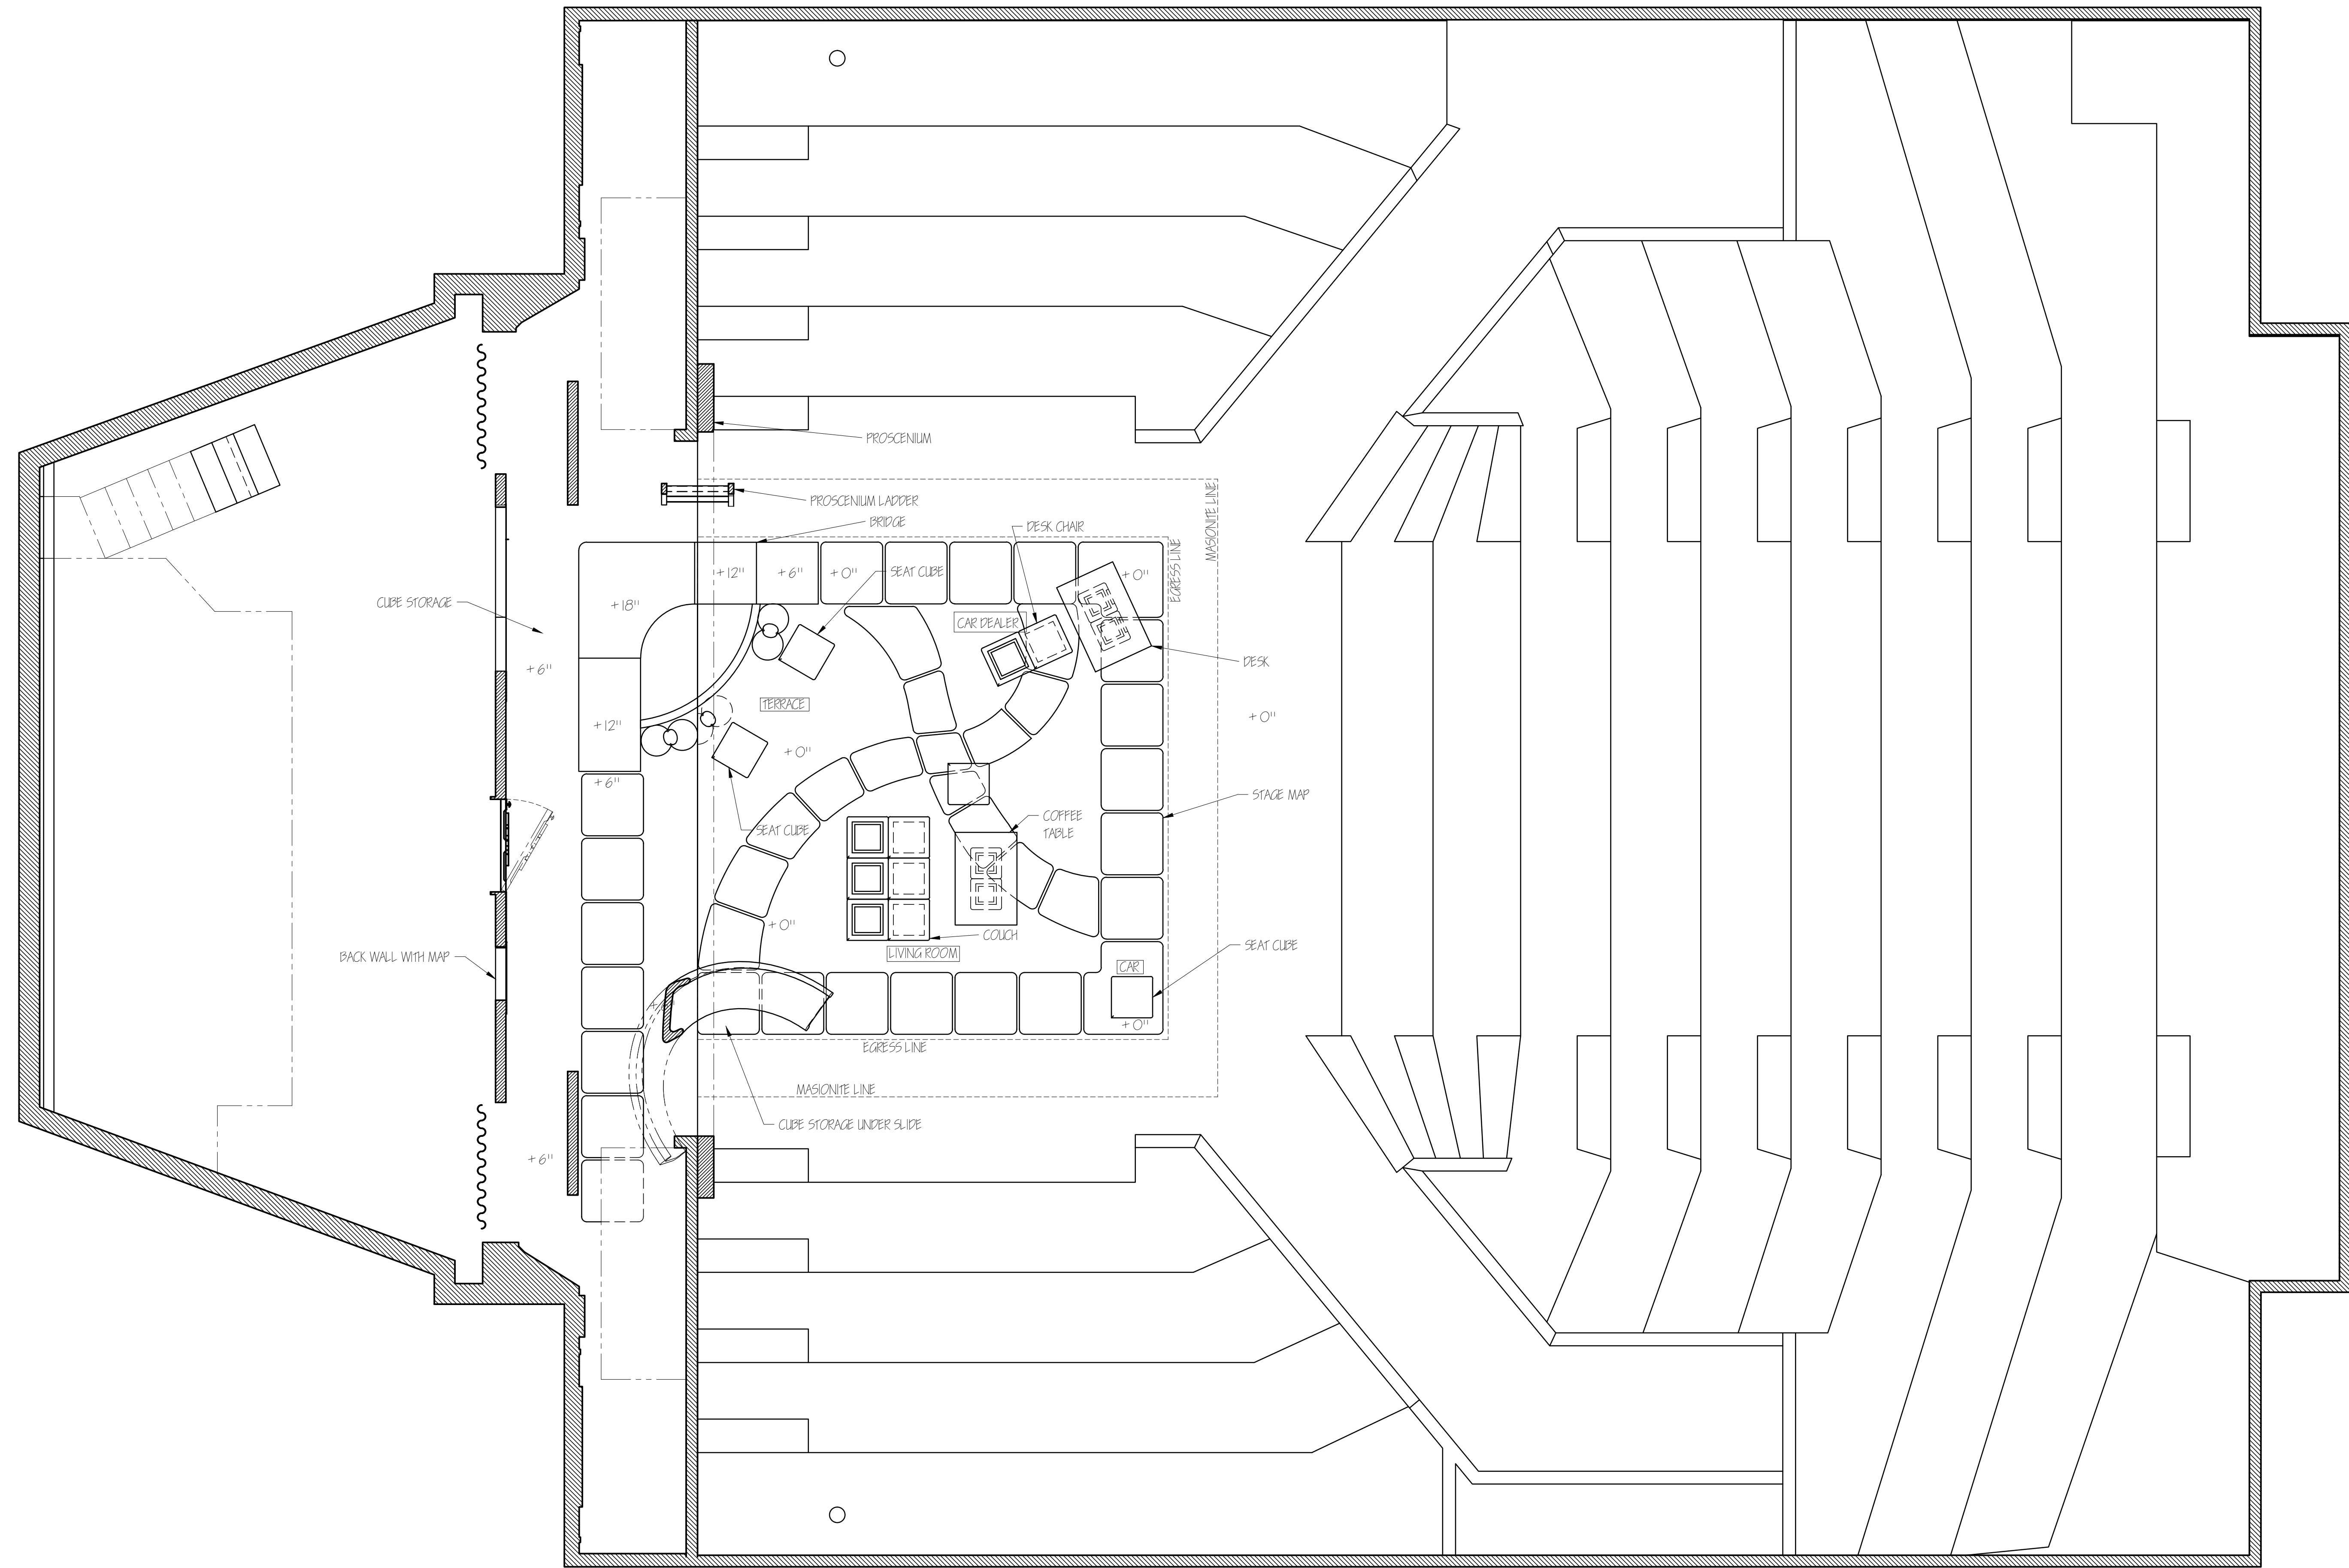 PROSCENIUM
PROSCENIUM LADDER
MASIONITE LINE
BRIDGE
DESK CHAIR
EGRESS LINE
+12"
+6"
+0"
SEAT CUBE
+0"
CUBE STORAGE
+18"
CAR DEALER
+6"
DESK
TERRACE
+12"
+0"
+0"
+6"
STAGE MAP
SEAT CUBE
COFFEE
TABLE
+0"
COUCH
LIVING ROOM
SEAT CUBE
BACK WALL WITH MAP
CAR
+0"
EGRESS LINE
MASIONITE LINE
CUBE STORAGE UNDER SLIDE
+6"